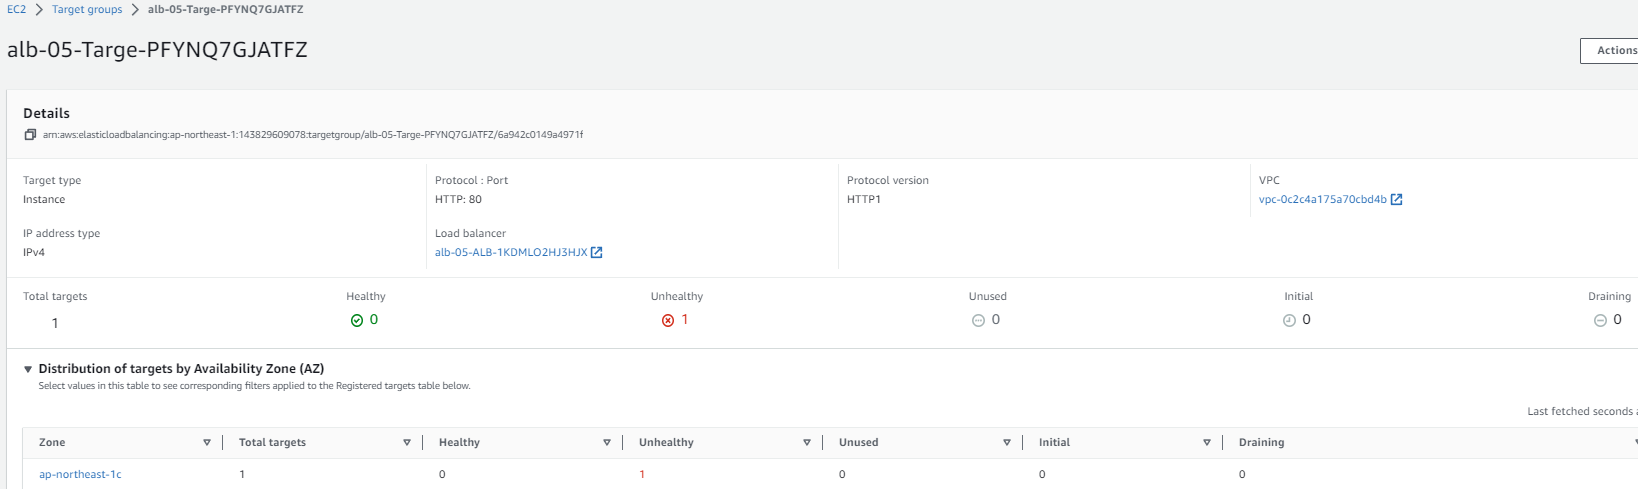 EC2 > Target groups > alb-05-Targe-PFYNQ7GJATFZ
alb-05-Targe-PFYNQ7GJATFZ
Actions
Details
arn:aws:elasticloadbalancing:ap-northeast-1:143829609078:targetgroup/alb-05-Targe-PFYNQ7GJATFZ/6a942c0149a4971f
Target type Protocol : Port Protocol version VPC
Instance HTTP: 80 HTTP1 vpc-0c2c4a175a70cbd4b
IP address type Load balancer
IPv4 alb-05-ALB-1KDMLO2HJ3HJX
Total targets Healthy Unhealthy Unused Initial Draining
1 0 1 0 0 0
Distribution of targets by Availability Zone (AZ)
Select values in this table to see corresponding filters applied to the Registered targets table below.
Last fetched seconds a
Zone Total targets Healthy Unhealthy Unused Initial Draining
ap-northeast-1c 1 0 1 0 0 0